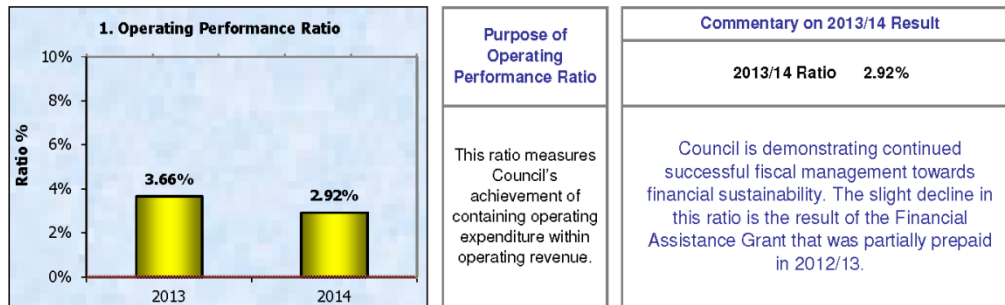 1. Operating Performance Ratio
10%
8%
6%
4%
2%
0%
Ratio %
3.66%
2.92%
2013
2014
Purpose of
Operating
Performance Ratio
This ratio measures
Council's
achievement of
containing operating
expenditure within
operating revenue.
Commentary on 2013/14 Result
2013/14 Ratio 2.92%
Council is demonstrating continued
successful fiscal management towards
financial sustainability. The slight decline in
this ratio is the result of the Financial
Assistance Grant that was partially prepaid
in 2012/13.